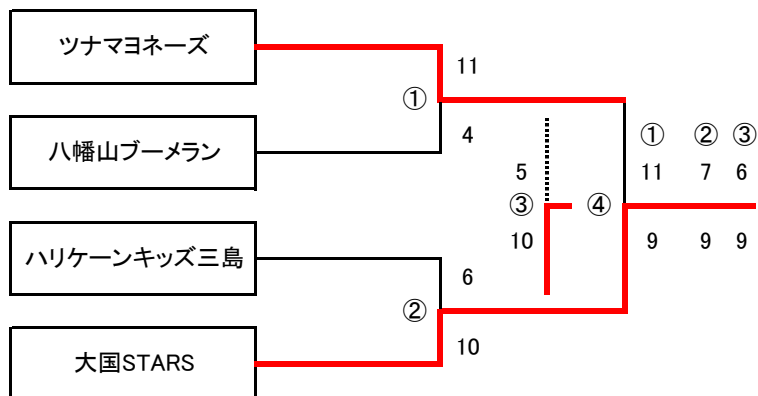 ツナマヨネーズ
11
①
4
八幡山ブーメラン
① ② ③
5 11 7 6
③ ④
10 9 9 9
ハリケーンキッズ三島
6
②
10
大国STARS